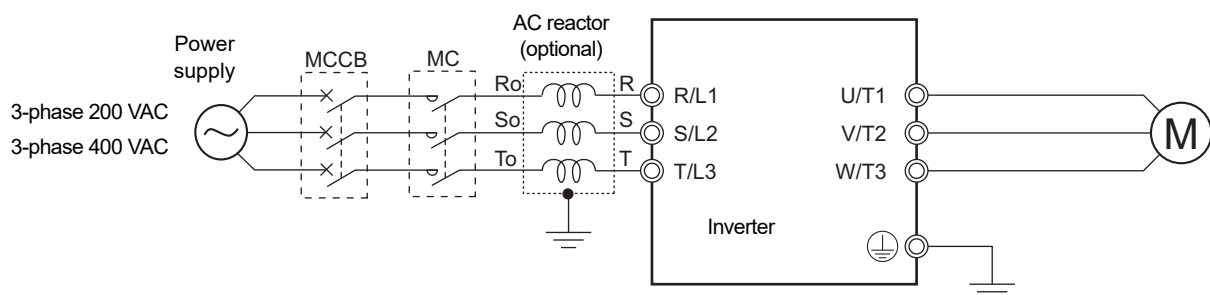 AC reactor
(optional)
Power
supply
MCCB
MC
3-phase 200 VAC
3-phase 400 VAC
Ro
R
R/L1
U/T1
So
S
S/L2
V/T2
M
To
T
T/L3
W/T3
Inverter